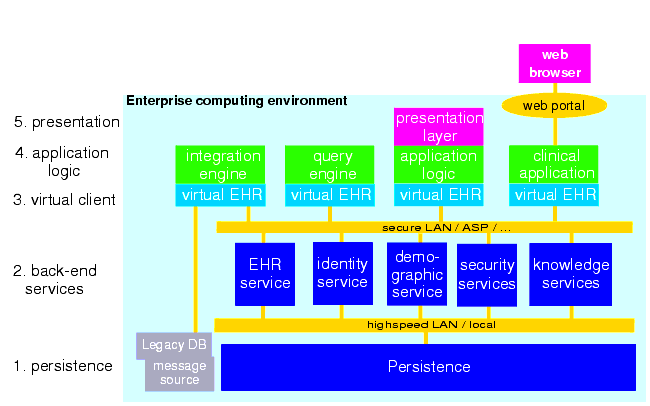 web
browser
Enterprise computing environment
web portal
5. presentation
presentation
layer
4. application
logic
integration
engine
query
engine
application
logic
clinical
application
3. virtual client
virtual EHR
virtual EHR
virtual EHR
virtual EHR
secure LAN / ASP / ...
2. back-end
services
EHR
service
identity
service
demo-
graphic
service
security
services
knowledge
services
highspeed LAN / local
Legacy DB
message
source
1. persistence
Persistence